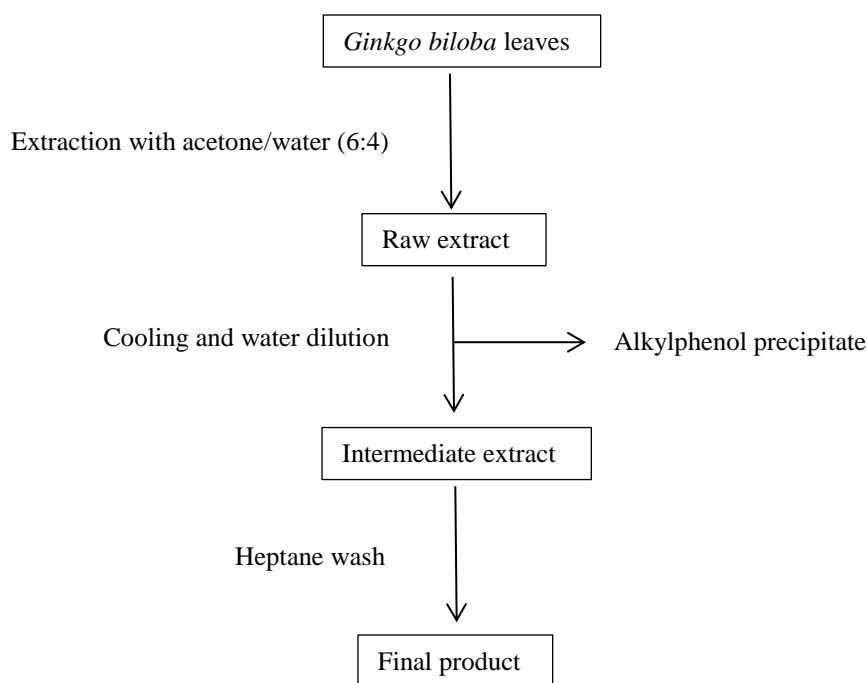 Ginkgo biloba leaves
Extraction with acetone/water (6:4)
Raw extract
Cooling and water dilution
Alkylphenol precipitate
Intermediate extract
Heptane wash
Final product